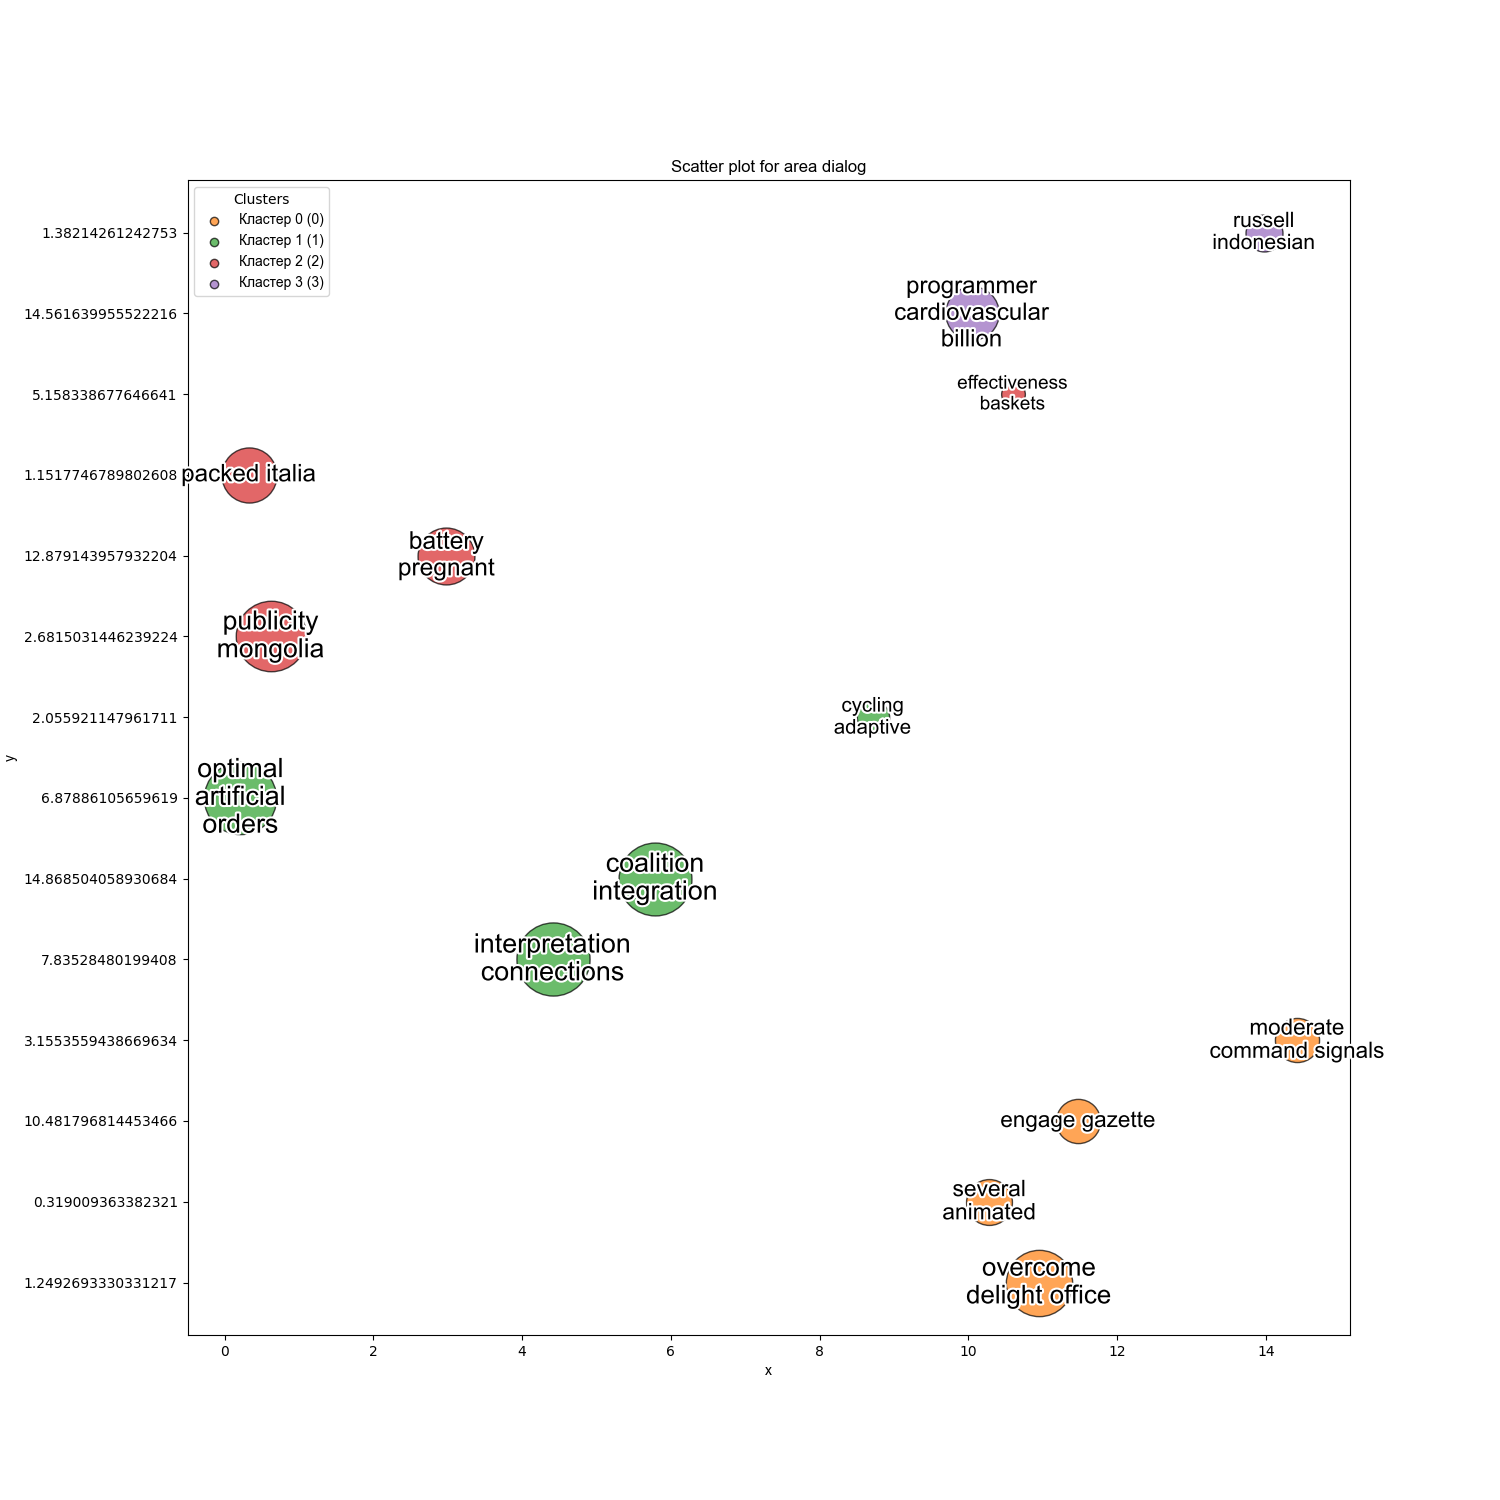 Scatter plot for area dialog
Clusters
Кластер 0 (0)
Кластер 1 (1)
Кластер 2 (2)
Кластер 3 (3)
1.38214261242753
14.561639955522216
5.158338677646641
1.1517746789802608
12.879143957932204
2.6815031446239224
2.055921147961711
6.87886105659619
14.868504058930684
7.83528480199408
3.1553559438669634
10.481796814453466
0.319009363382321
1.2492693330331217
y
russell
indonesian
programmer
cardiovascular
billion
effectiveness
baskets
packed italia
battery
pregnant
publicity
mongolia
cycling
adaptive
optimal
artificial
orders
coalition
integration
interpretation
connections
moderate
command signals
engage gazette
several
animated
overcome
delight office
0
2
4
6
8
10
12
14
x